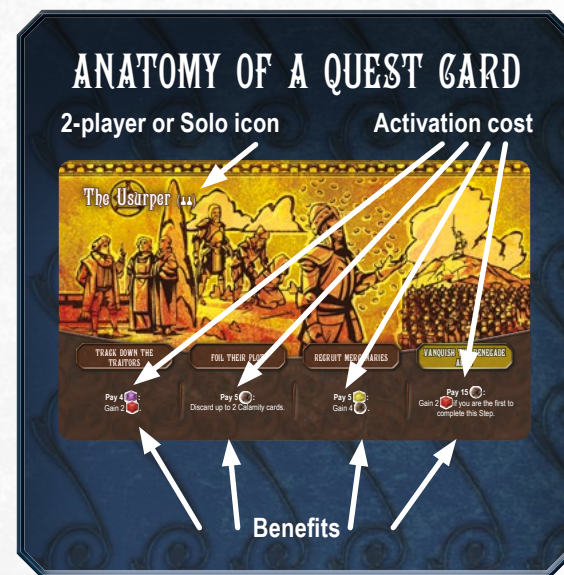 ANATOMY OF A QUEST CARD
2-player or Solo icon
Activation cost
The Usurper
TRACK DOWN THE
TRAITORS
FOIL THEIR PLOT
RECRUIT MERCENARIES
VANQUISH THE RENEGADE
Pay 4 :
Gain 2 .
Pay 5 :
Discard up to 2 Calamity cards.
Pay 5 :
Gain 4 .
Pay 15 :
Gain 2 if you are the first to
complete this Step.
Benefits